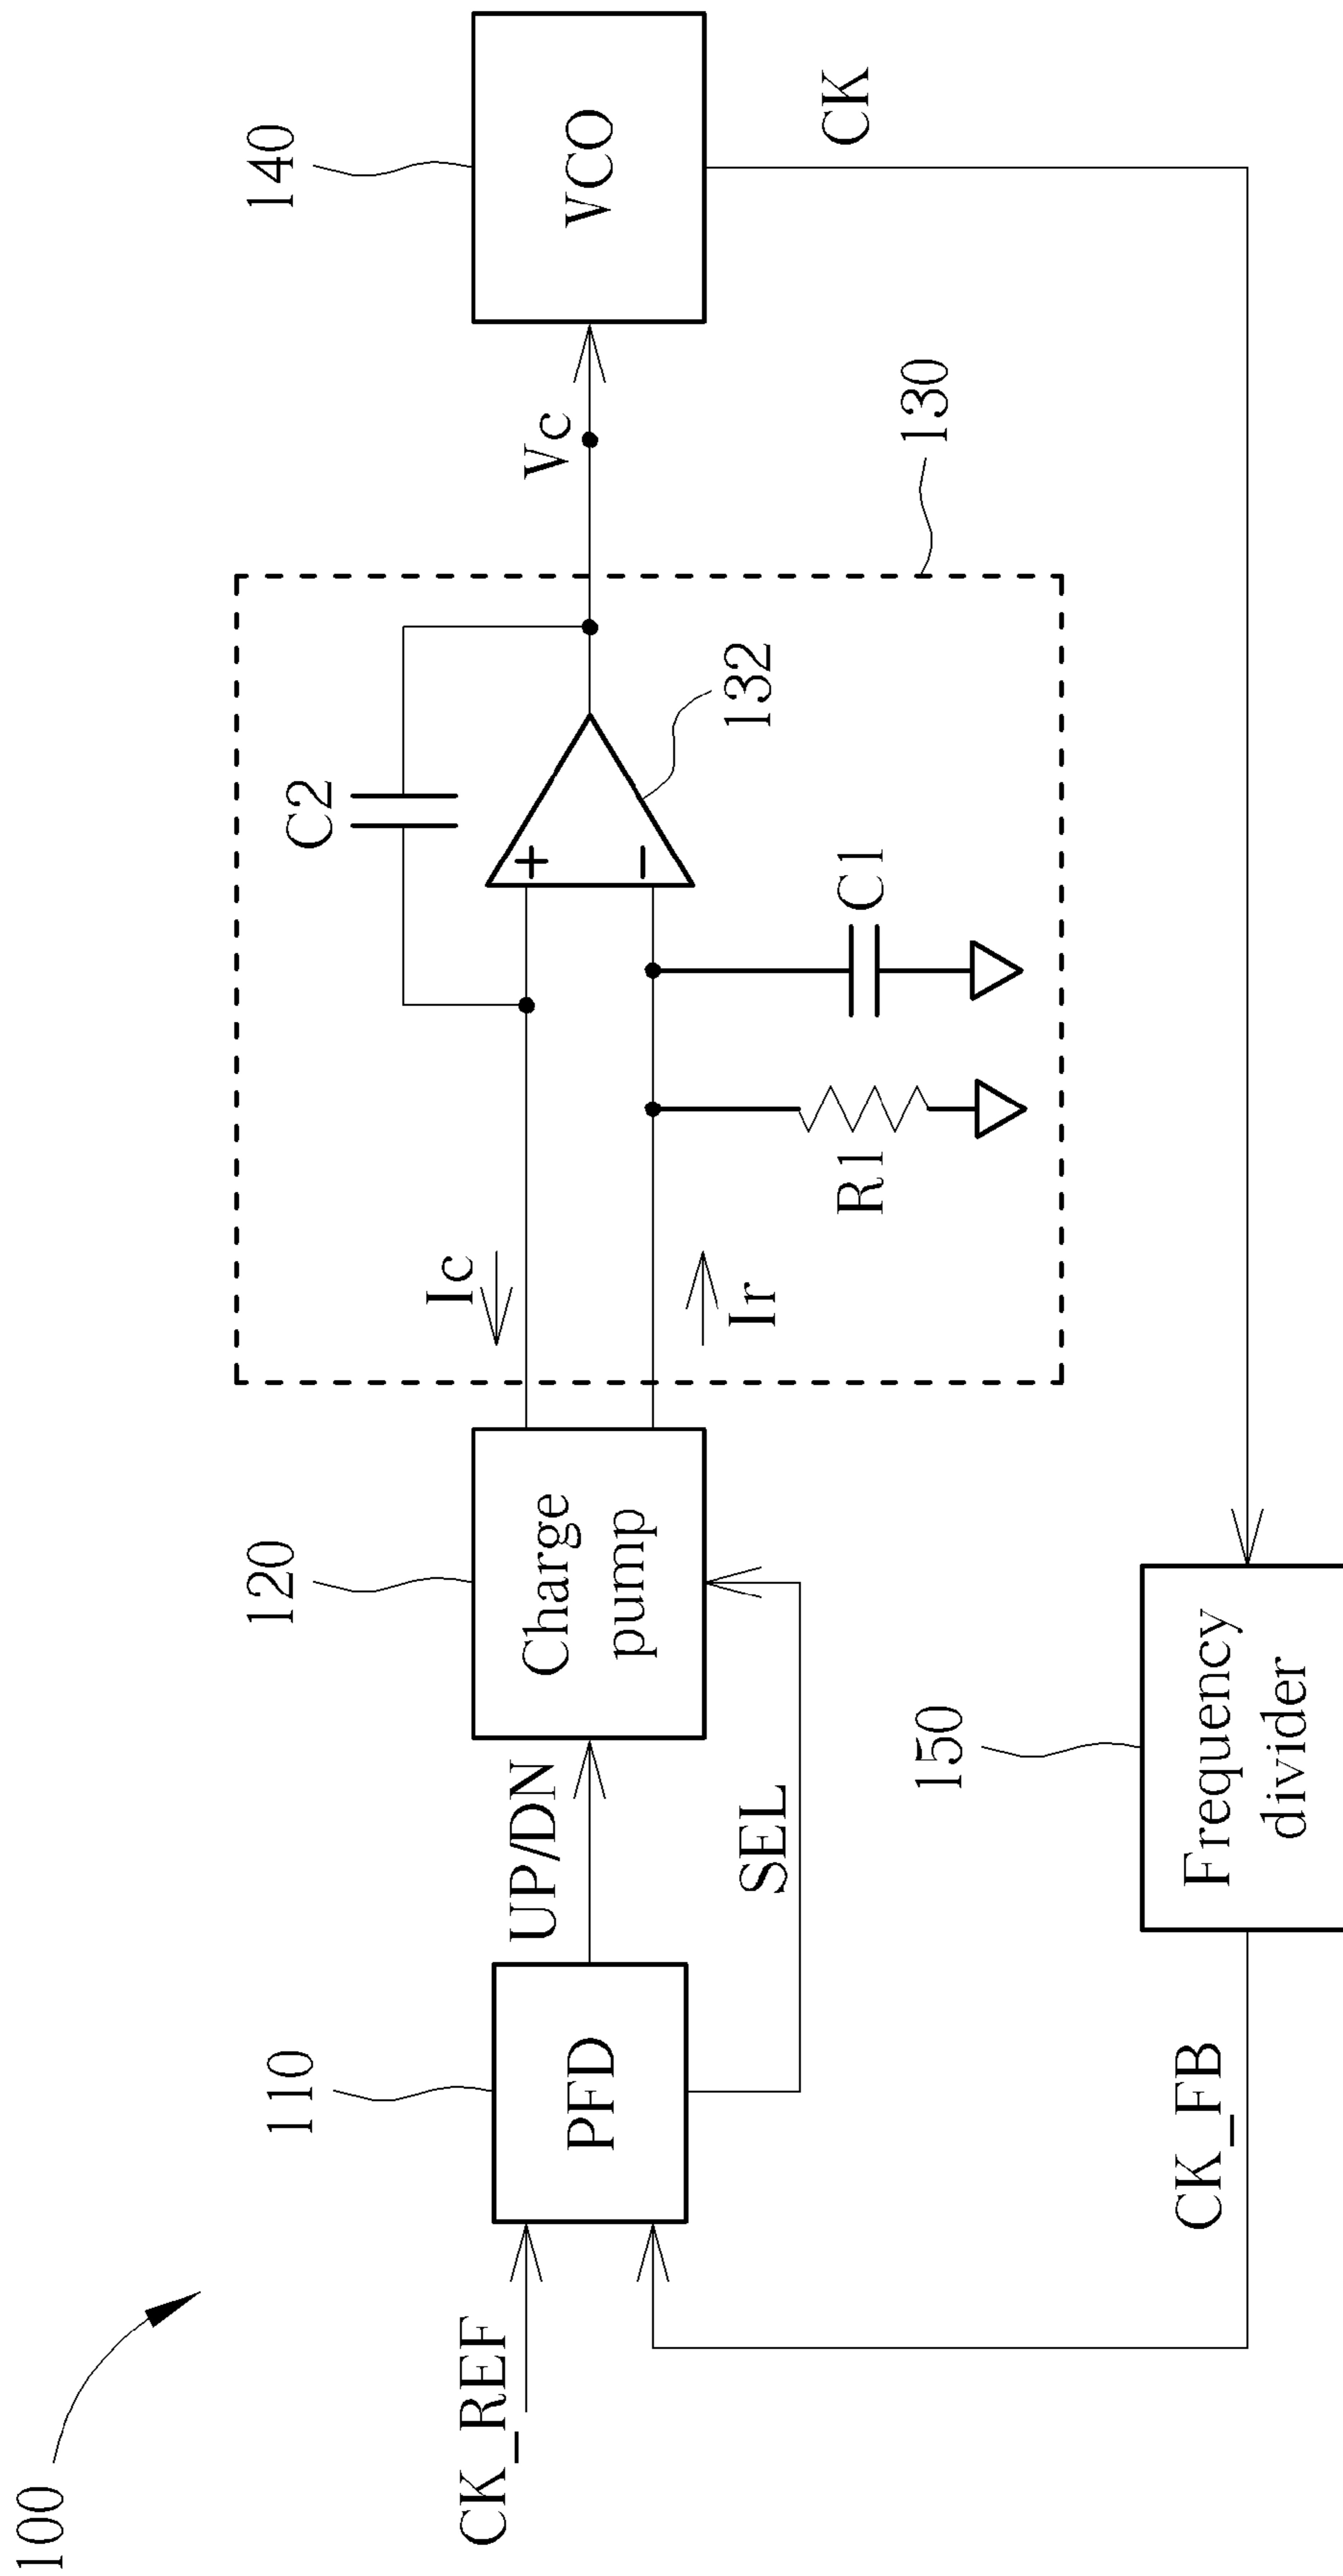 100
110
120
140
CK_REF
PFD
UP/DN
SEL
Charge
pump
Ic
Ir
C2
+
−
132
R1
C1
130
Vc
VCO
CK
150
Frequency
divider
CK_FB